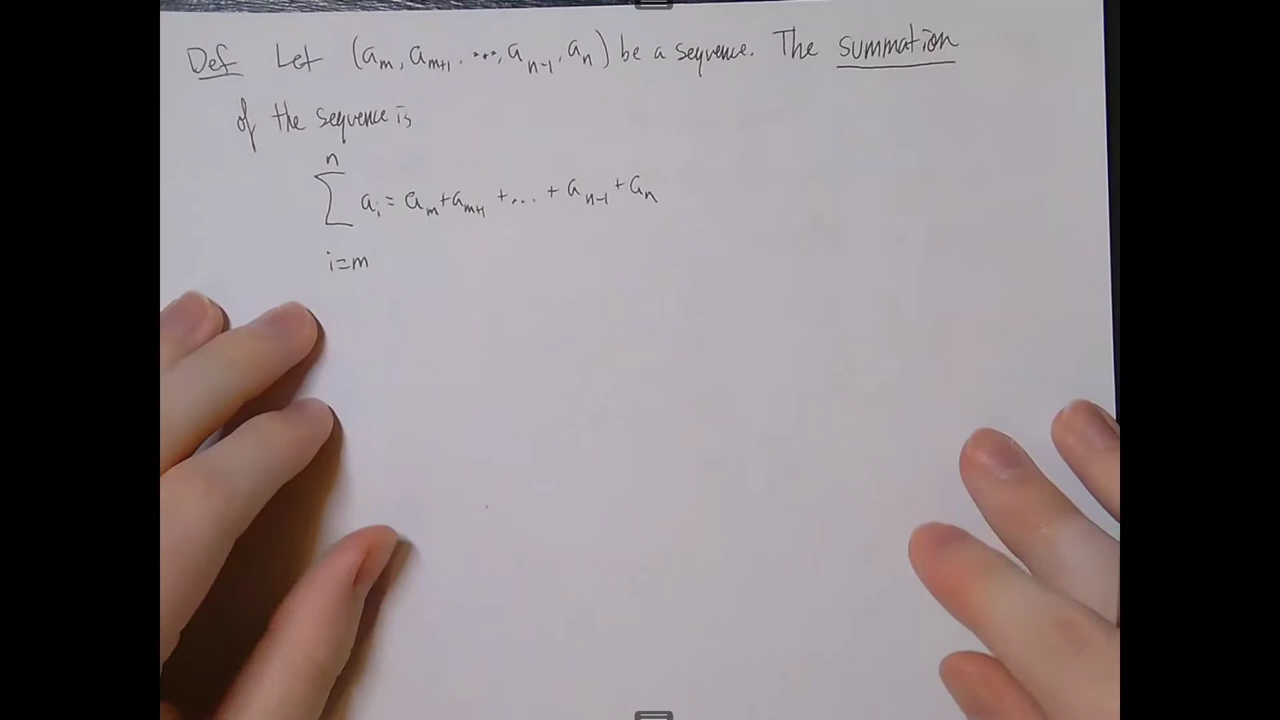 Def Let (a_m, a_{m+1}, ..., a_{n-1}, a_n) be a sequence. The summation
of the sequence is
\sum_{i=m}^{n} a_i = a_m + a_{m+1} + ... + a_{n-1} + a_n